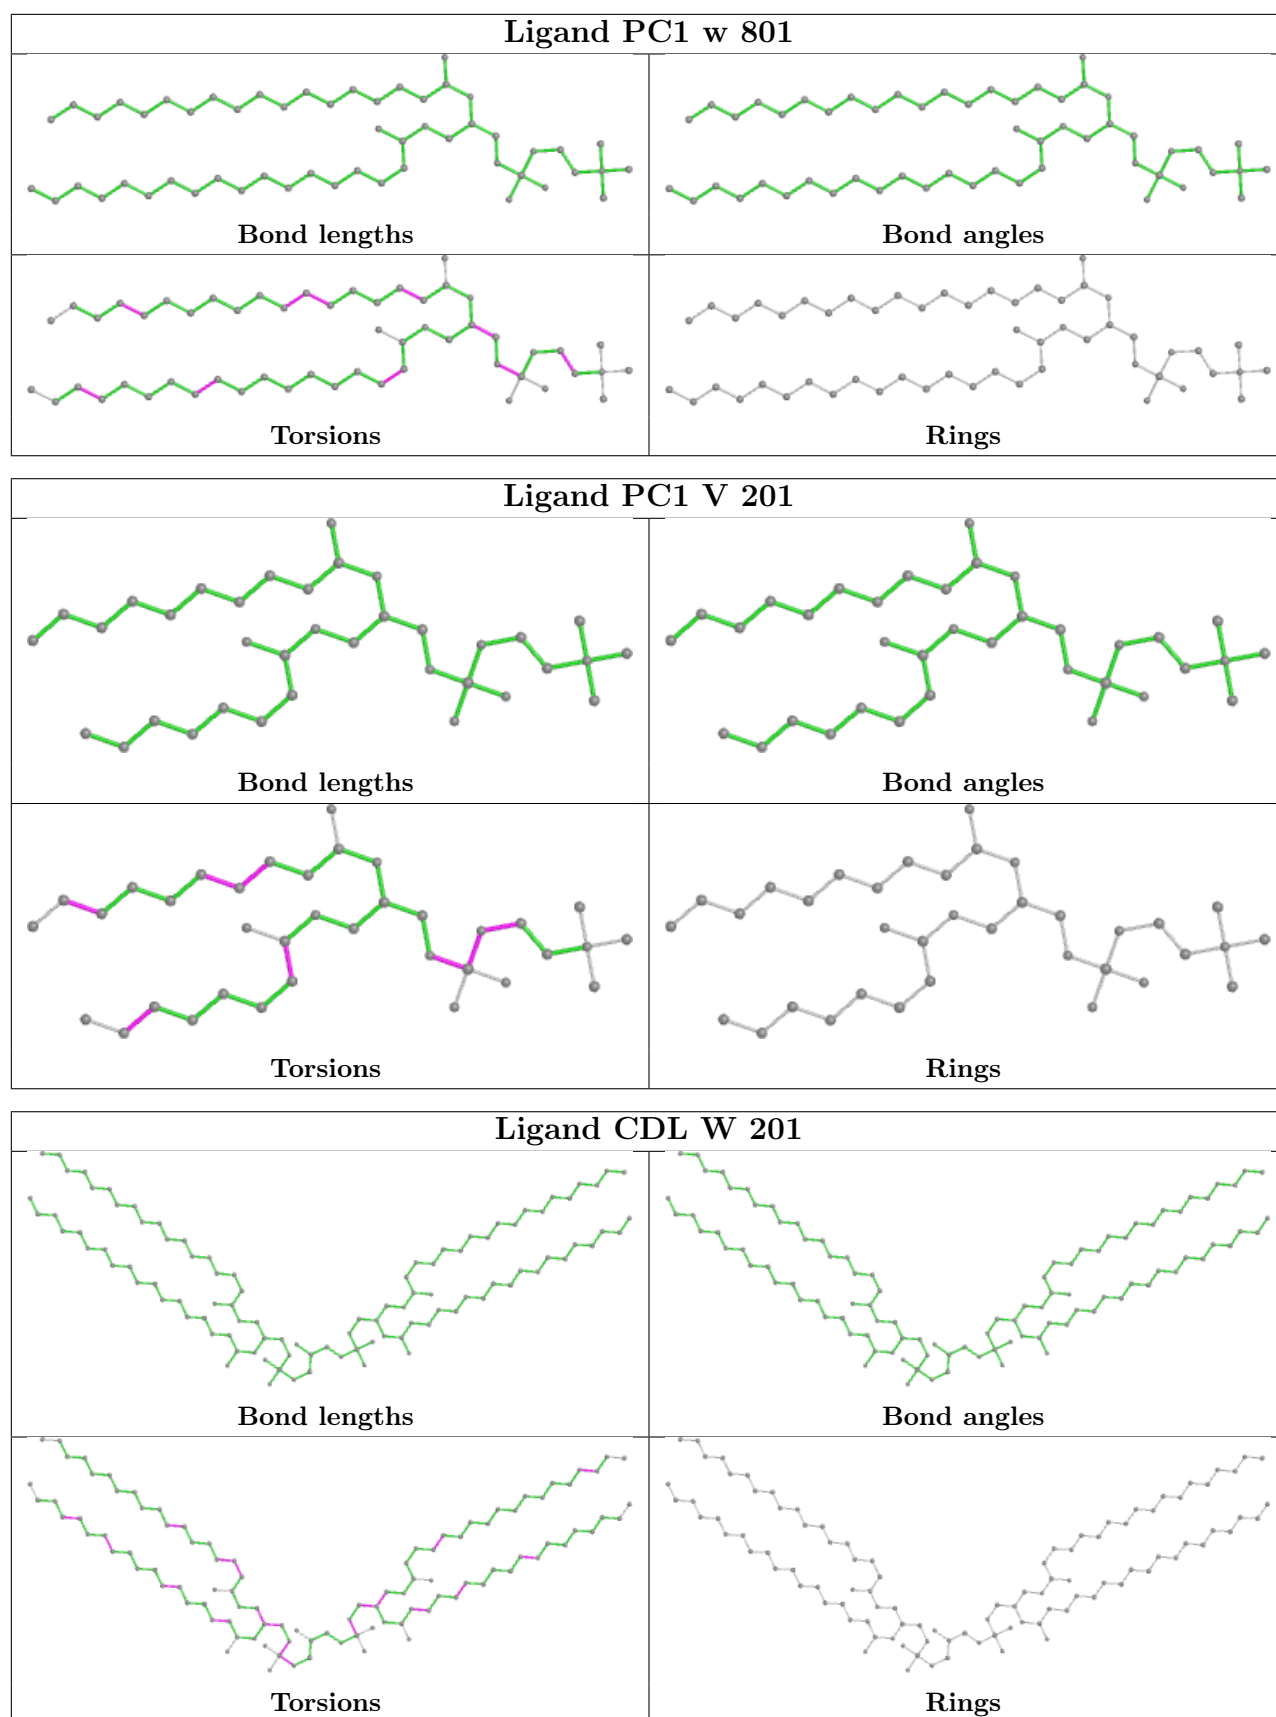 Ligand PC1 w 801
Bond lengths
Bond angles
Torsions
Rings
Ligand PC1 V 201
Bond lengths
Bond angles
Torsions
Rings
Ligand CDL W 201
Bond lengths
Bond angles
Torsions
Rings